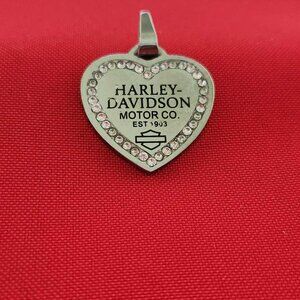 HARLEY-
DAVIDSON
MOTOR CO.
EST 1903